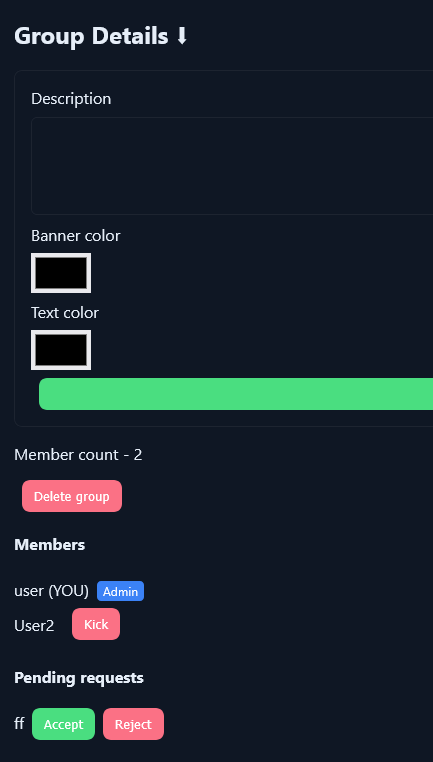 Group Details ⬇
Description
Banner color
Text color
Member count - 2
Delete group
Members
user (YOU) Admin
User2 Kick
Pending requests
ff Accept Reject